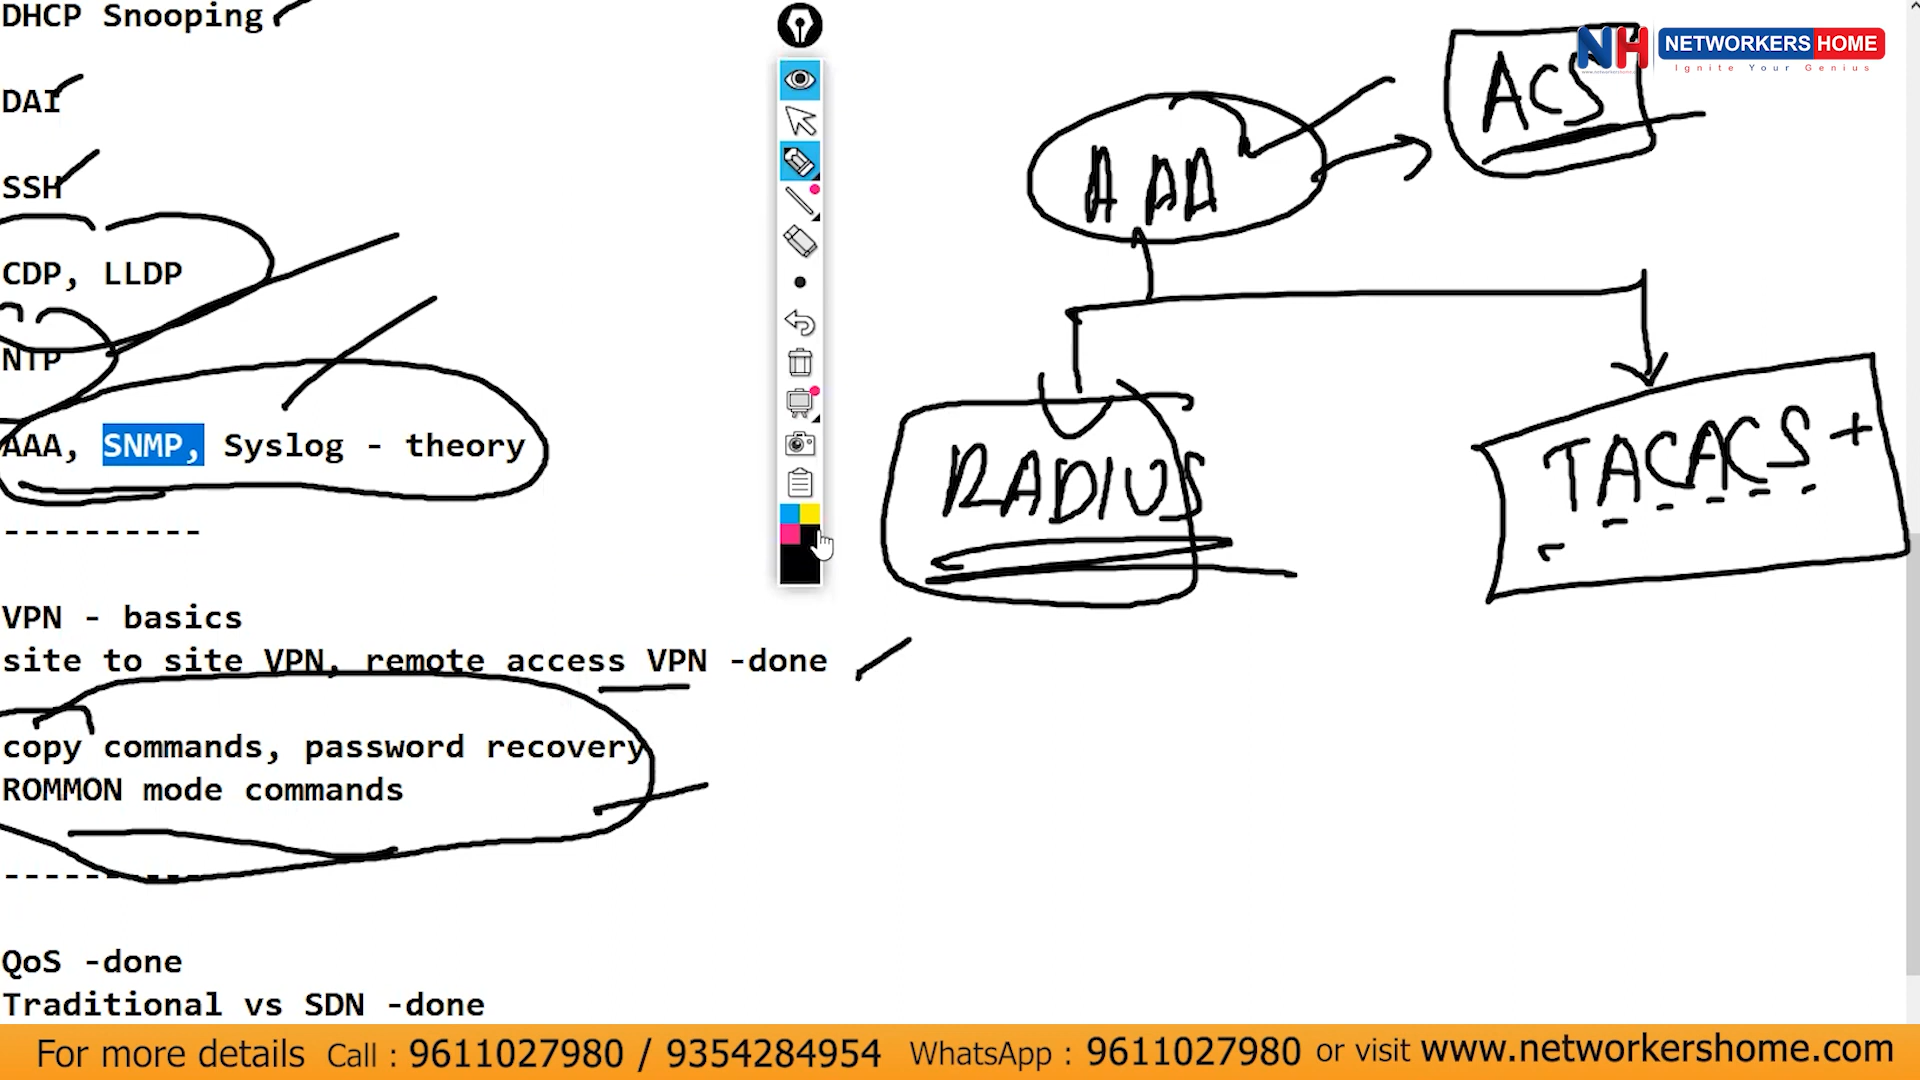 DHCP Snooping
DAI
SSH
CDP, LLDP
NTP
AAA, SNMP, Syslog - theory
----------
VPN - basics
site to site VPN, remote access VPN -done
copy commands, password recovery
ROMMON mode commands
----------
QoS -done
Traditional vs SDN -done
AAA
ACS
RADIUS
TACACS +
NH NETWORKERS HOME
Ignite Your Genius
For more details Call : 9611027980 / 9354284954 WhatsApp : 9611027980 or visit www.networkershome.com